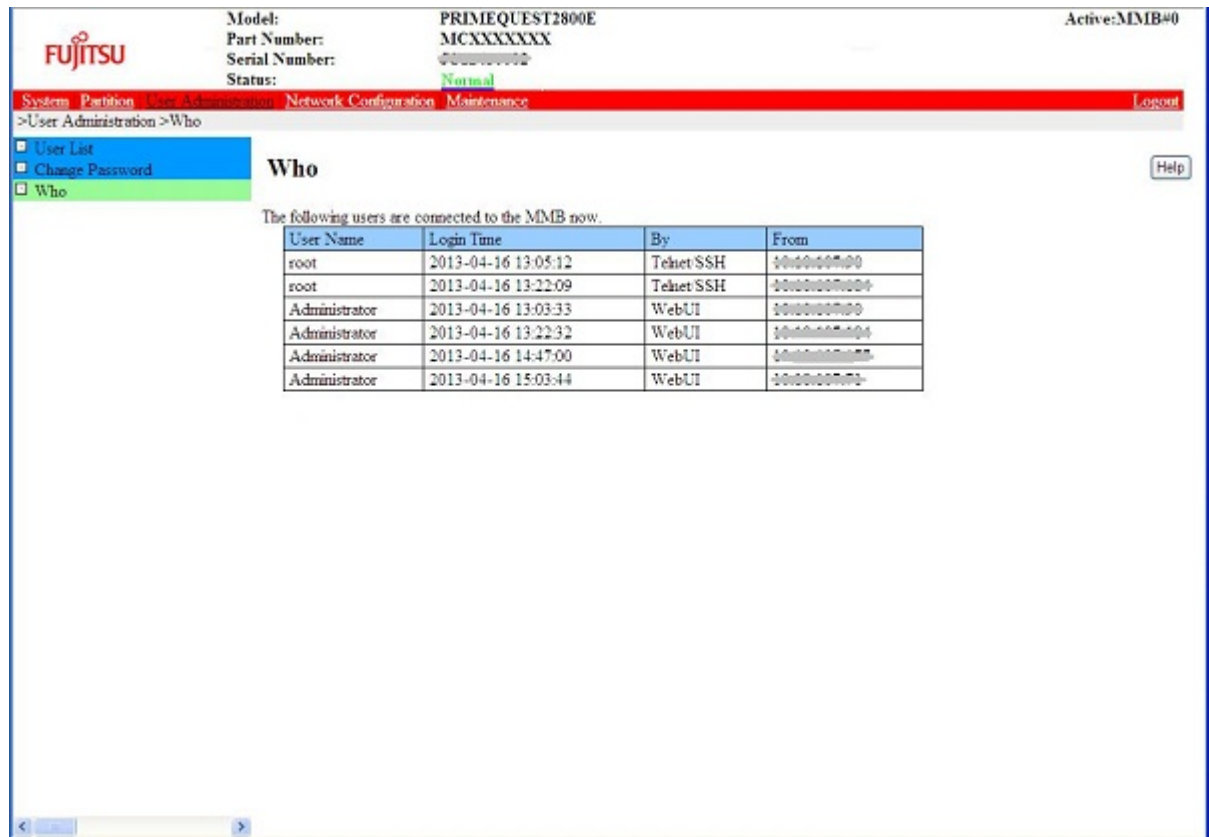 FUJITSU
Model: PRIMEQUEST2800E Active:MMB#0
Part Number: MCXXXXXXX
Serial Number:
Status: Normal
System Partition User Administration Network Configuration Maintenance Logout
>User Administration >Who
User List
Change Password
Who
Who Help
The following users are connected to the MMB now.
User Name Login Time By From
root 2013-04-16 13:05:12 Telnet/SSH
root 2013-04-16 13:22:09 Telnet/SSH
Administrator 2013-04-16 13:03:33 WebUI
Administrator 2013-04-16 13:22:32 WebUI
Administrator 2013-04-16 14:47:00 WebUI
Administrator 2013-04-16 15:03:44 WebUI